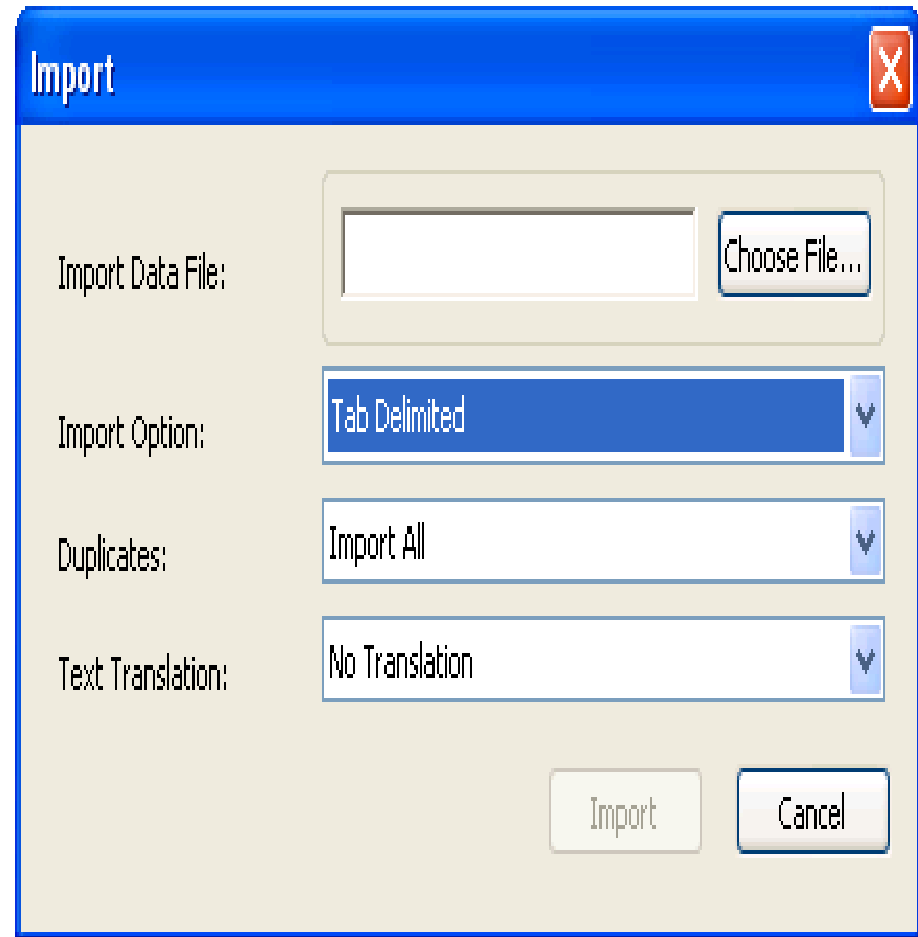 Import
Import Data File:
Choose File...
Import Option:
Tab Delimited
Duplicates:
Import All
Text Translation:
No Translation
Import
Cancel